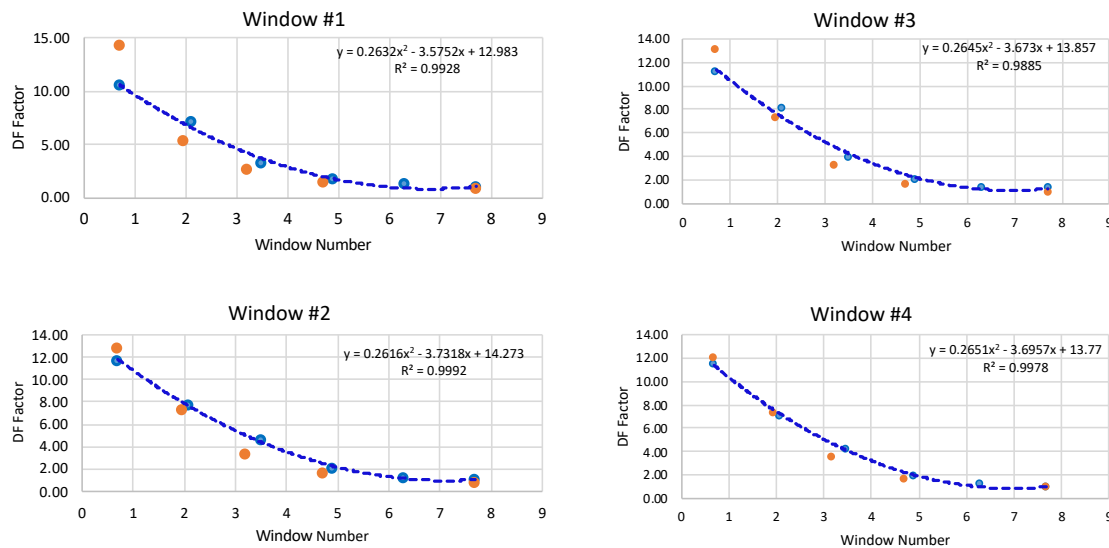 Window #1
15.00
10.00
5.00
0.00
DF Factor
y = 0.2632x² - 3.5752x + 12.983
R² = 0.9928
0 1 2 3 4 5 6 7 8 9
Window Number
Window #3
14.00
12.00
10.00
8.00
6.00
4.00
2.00
0.00
DF Factor
y = 0.2645x² - 3.673x + 13.857
R² = 0.9885
0 1 2 3 4 5 6 7 8 9
Window Number
Window #2
14.00
12.00
10.00
8.00
6.00
4.00
2.00
0.00
DF Factor
y = 0.2616x² - 3.7318x + 14.273
R² = 0.9992
0 1 2 3 4 5 6 7 8 9
Window Number
Window #4
14.00
12.00
10.00
8.00
6.00
4.00
2.00
0.00
DF Factor
y = 0.2651x² - 3.6957x + 13.77
R² = 0.9978
0 1 2 3 4 5 6 7 8 9
Window Number